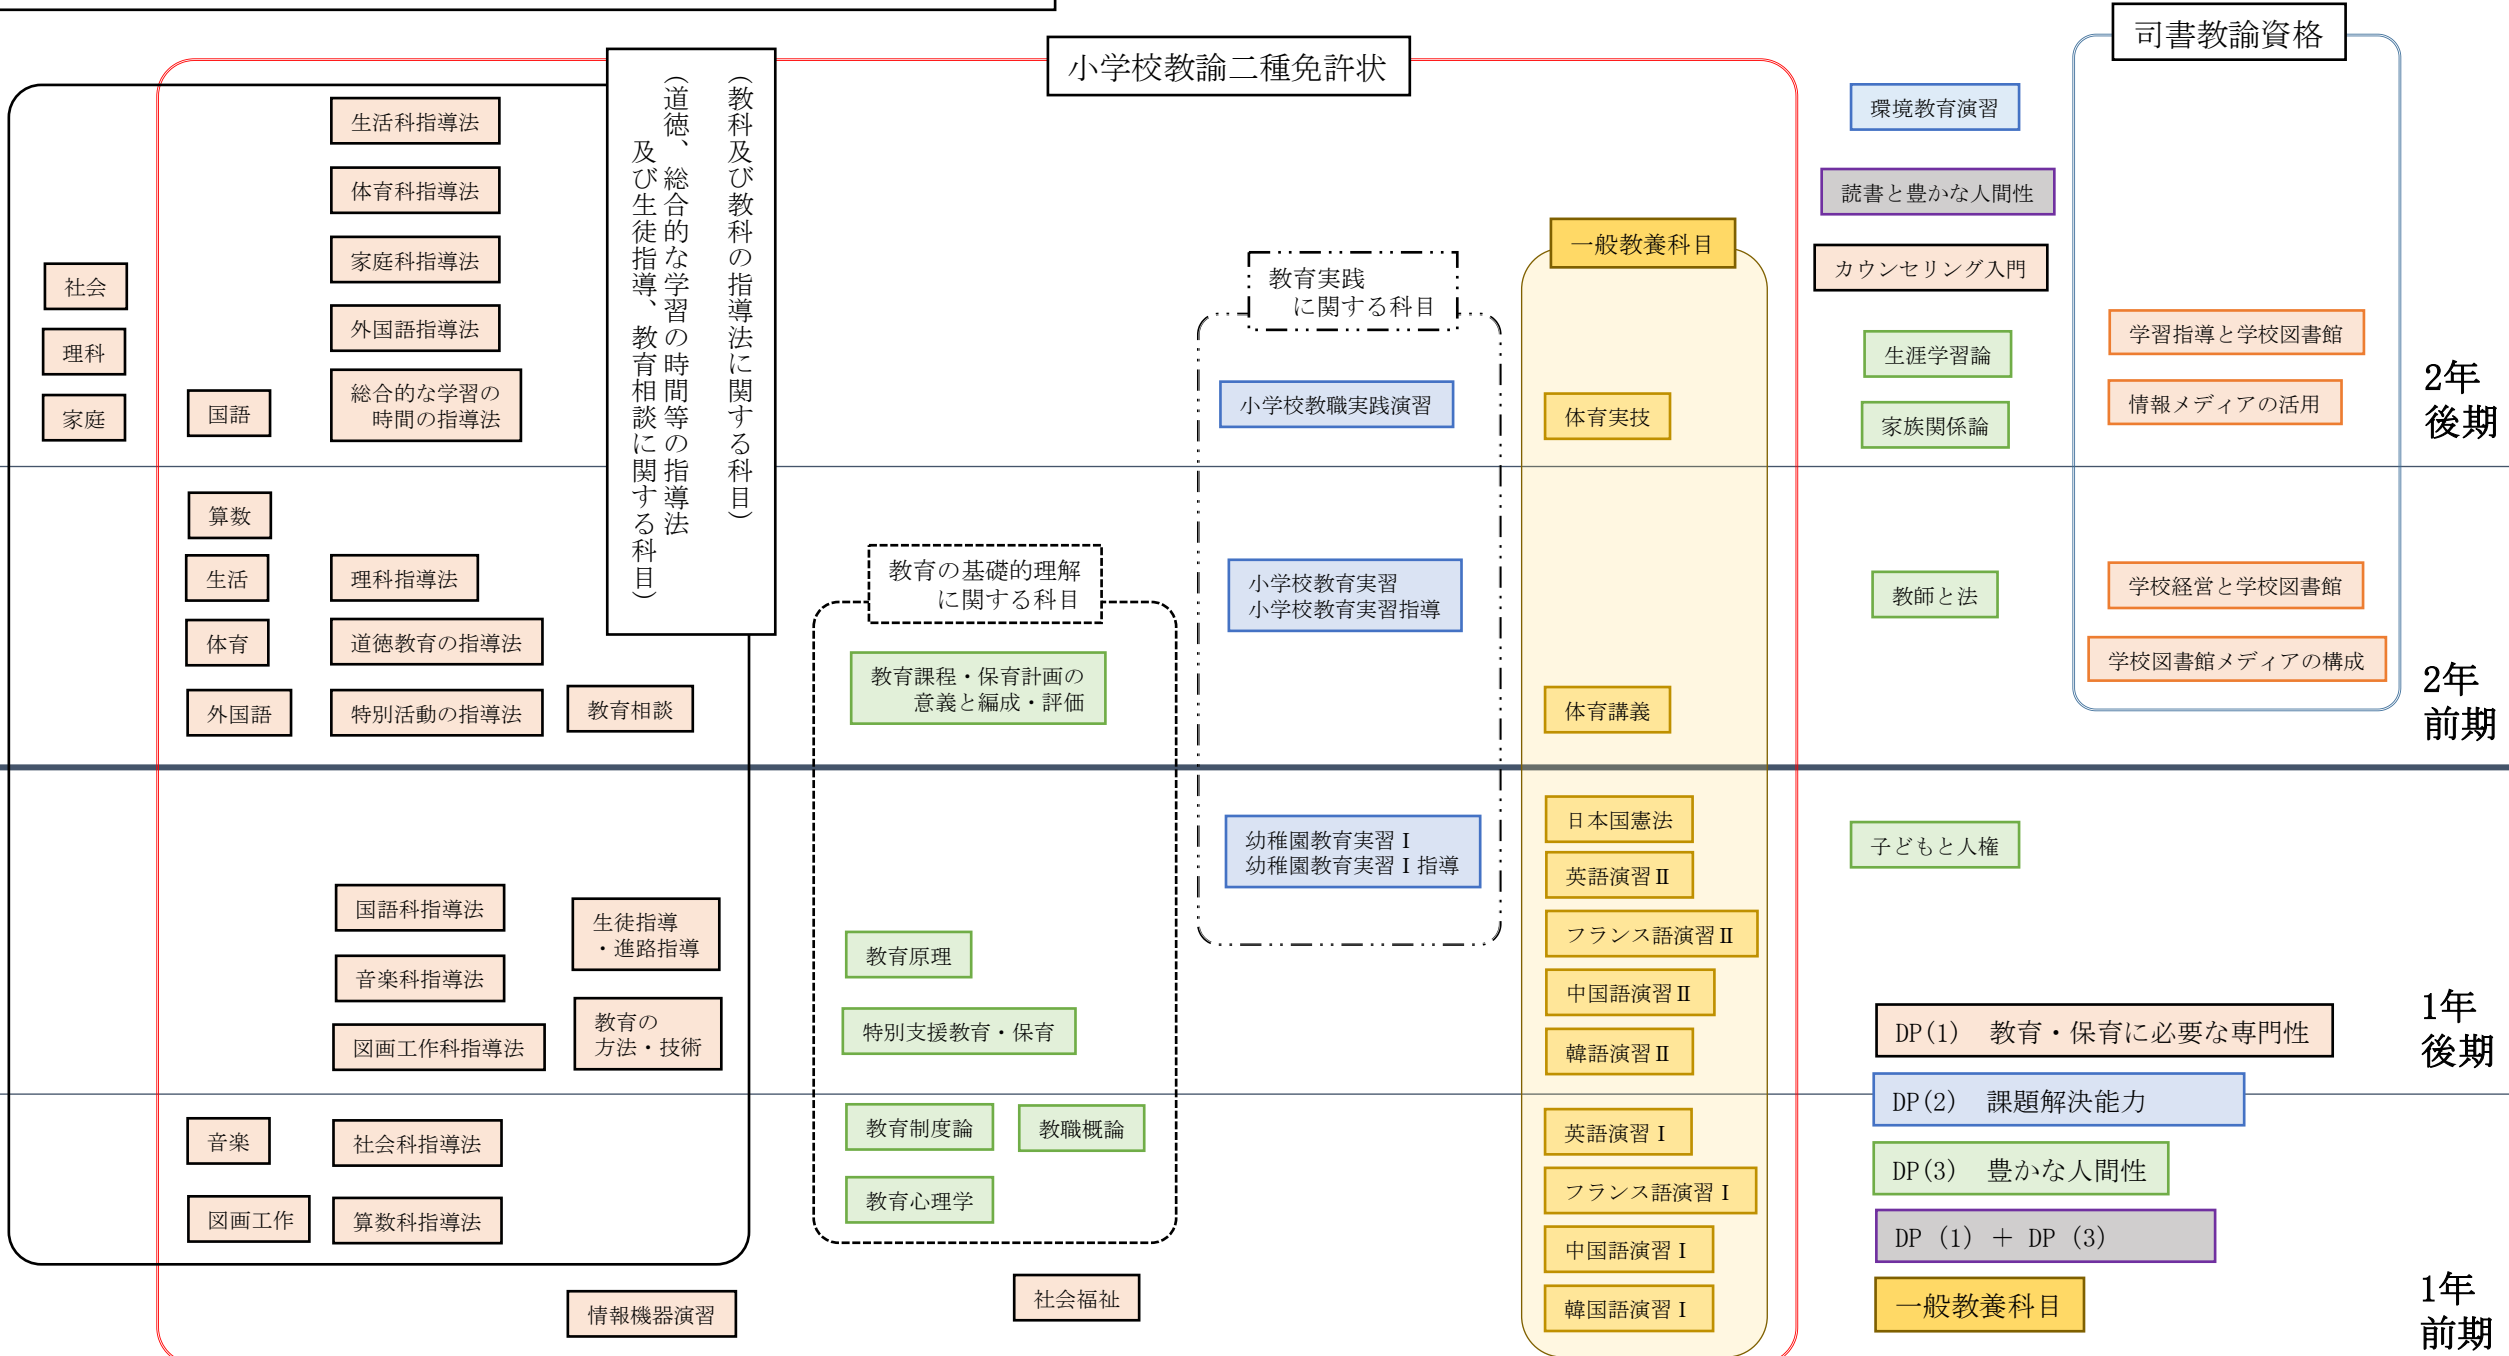 司書教諭資格
小学校教諭二種免許状
(教科及び教科の指導法に関する科目)
(道徳、総合的な学習の時間等の指導法
及び生徒指導、教育相談に関する科目)
生活科指導法
体育科指導法
家庭科指導法
外国語指導法
総合的な学習の
時間の指導法
社会
理科
家庭
国語
教育実践
に関する科目
小学校教職実践演習
一般教養科目
体育実技
環境教育演習
読書と豊かな人間性
カウンセリング入門
生涯学習論
家族関係論
学習指導と学校図書館
情報メディアの活用
2年
後期
算数
生活
体育
外国語
理科指導法
道徳教育の指導法
特別活動の指導法
教育相談
教育の基礎的理解
に関する科目
教育課程・保育計画の
意義と編成・評価
小学校教育実習
小学校教育実習指導
体育講義
教師と法
学校経営と学校図書館
学校図書館メディアの構成
2年
前期
国語科指導法
音楽科指導法
図画工作科指導法
生徒指導
・進路指導
教育の
方法・技術
教育原理
特別支援教育・保育
幼稚園教育実習Ⅰ
幼稚園教育実習Ⅰ指導
日本国憲法
英語演習Ⅱ
フランス語演習Ⅱ
中国語演習Ⅱ
韓語演習Ⅱ
子どもと人権
1年
後期
音楽
図画工作
社会科指導法
算数科指導法
情報機器演習
教育制度論
教職概論
教育心理学
社会福祉
英語演習Ⅰ
フランス語演習Ⅰ
中国語演習Ⅰ
韓国語演習Ⅰ
DP(1) 教育・保育に必要な専門性
DP(2) 課題解決能力
DP(3) 豊かな人間性
DP (1) + DP (3)
一般教養科目
1年
前期